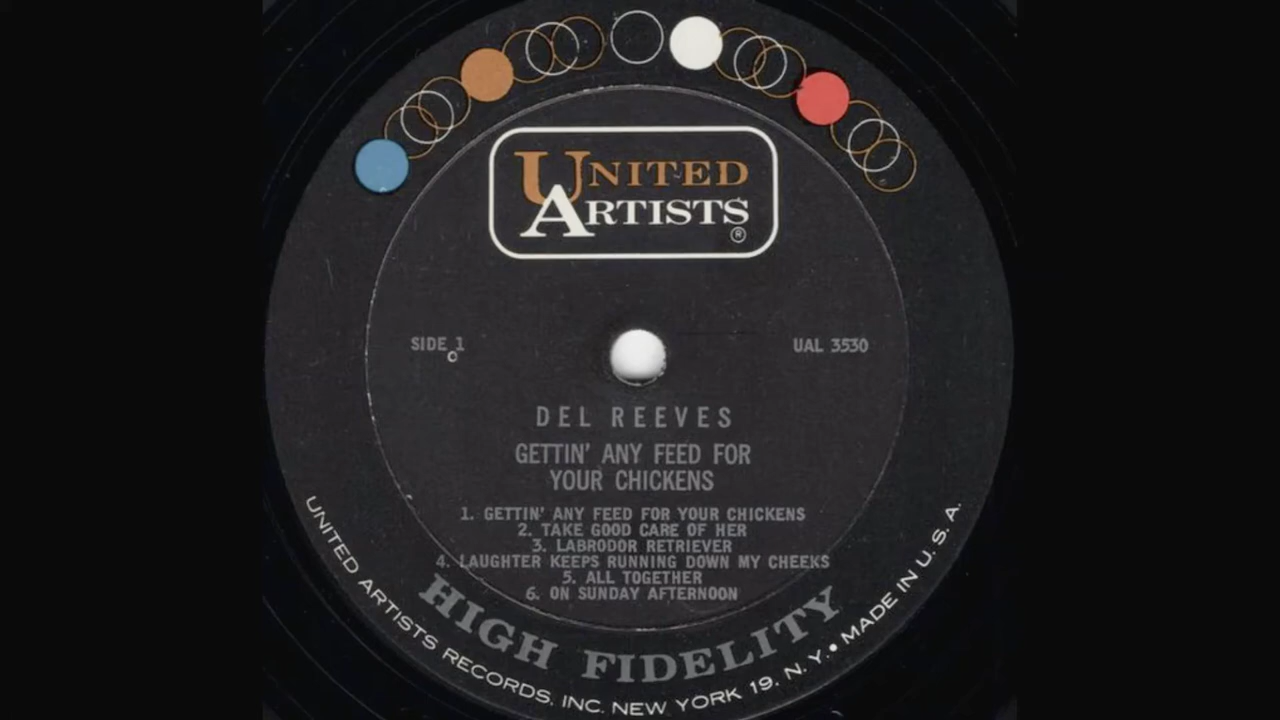 UNITED
ARTISTS
®
SIDE 1
UAL 3530
DEL REEVES
GETTIN' ANY FEED FOR
YOUR CHICKENS
1. GETTIN' ANY FEED FOR YOUR CHICKENS
2. TAKE GOOD CARE OF HER
3. LABRODOR RETRIEVER
4. LAUGHTER KEEPS RUNNING DOWN MY CHEEKS
5. ALL TOGETHER
6. ON SUNDAY AFTERNOON
HIGH FIDELITY
UNITED ARTISTS RECORDS, INC. NEW YORK 19, N. Y. • MADE IN U. S. A.